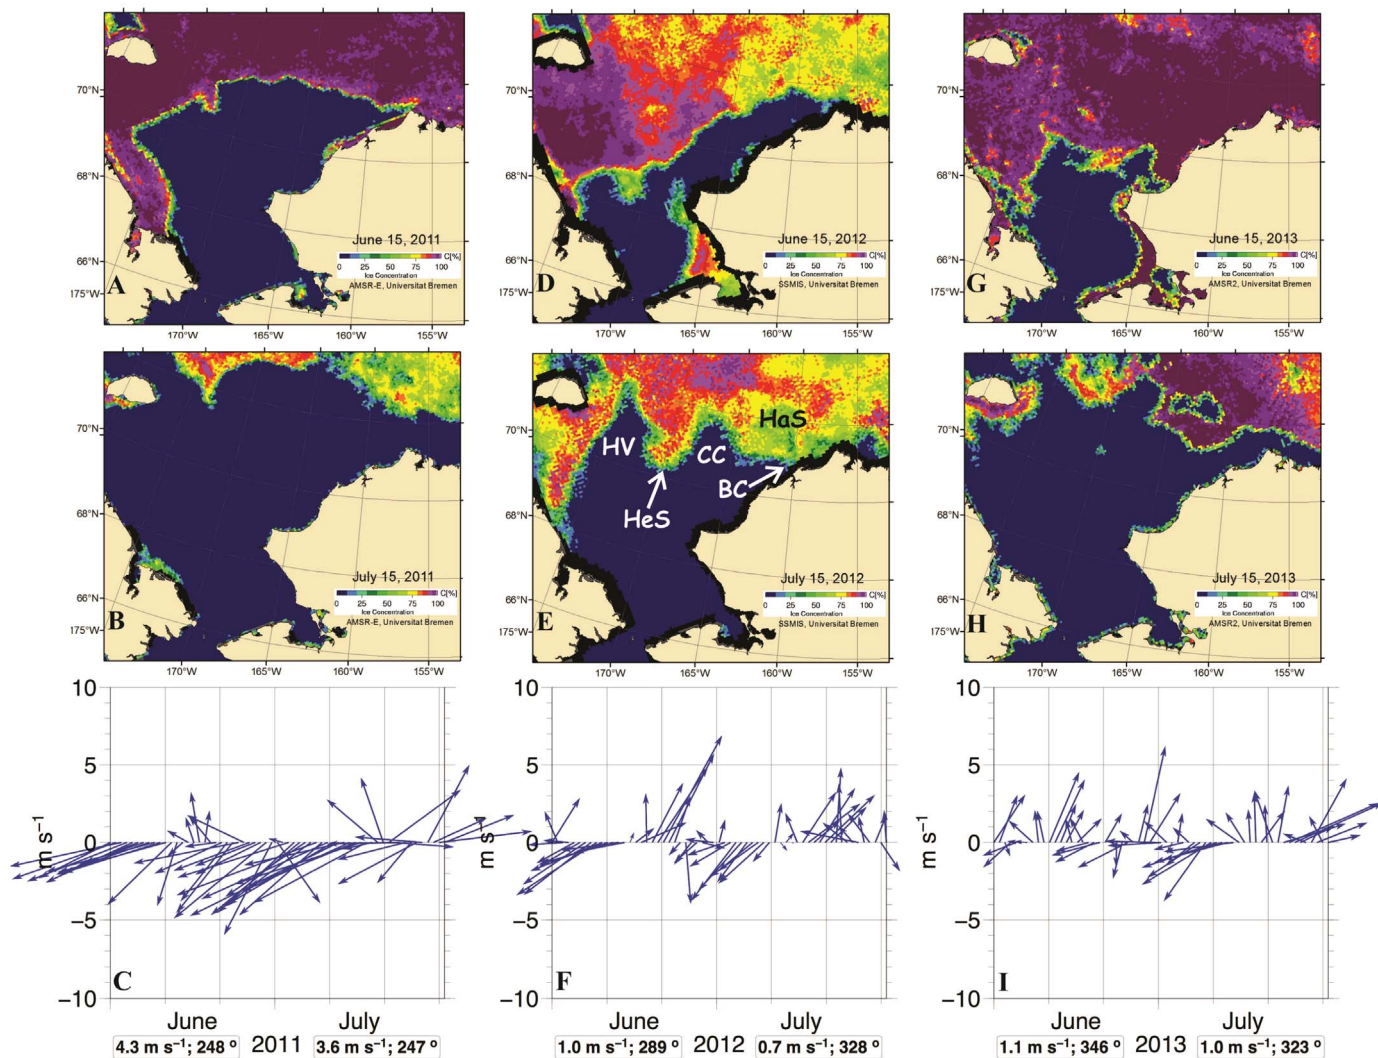 70°N
68°N
66°N
175°W
170°W
165°W
160°W
155°W
June 15, 2011
0 25 50 75 100 C[%]
Ice Concentration
AMSR-E, Universitat Bremen
A
70°N
68°N
66°N
175°W
170°W
165°W
160°W
155°W
June 15, 2012
0 25 50 75 100 C[%]
Ice Concentration
SSMIS, Universitat Bremen
D
70°N
68°N
66°N
175°W
170°W
165°W
160°W
155°W
June 15, 2013
0 25 50 75 100 C[%]
Ice Concentration
AMSR2, Universitat Bremen
G
70°N
68°N
66°N
175°W
170°W
165°W
160°W
155°W
July 15, 2011
0 25 50 75 100 C[%]
Ice Concentration
AMSR-E, Universitat Bremen
B
70°N
68°N
66°N
175°W
170°W
165°W
160°W
155°W
HaS
HV
CC
BC
HeS
July 15, 2012
0 25 50 75 100 C[%]
Ice Concentration
SSMIS, Universitat Bremen
E
70°N
68°N
66°N
175°W
170°W
165°W
160°W
155°W
July 15, 2013
0 25 50 75 100 C[%]
Ice Concentration
AMSR2, Universitat Bremen
H
10
5
0
−5
−10
m s⁻¹
C
June July
4.3 m s⁻¹; 248 º 2011 3.6 m s⁻¹; 247 º
10
5
0
−5
−10
m s⁻¹
F
June July
1.0 m s⁻¹; 289 º 2012 0.7 m s⁻¹; 328 º
10
5
0
−5
−10
m s⁻¹
I
June July
1.1 m s⁻¹; 346 º 2013 1.0 m s⁻¹; 323 º